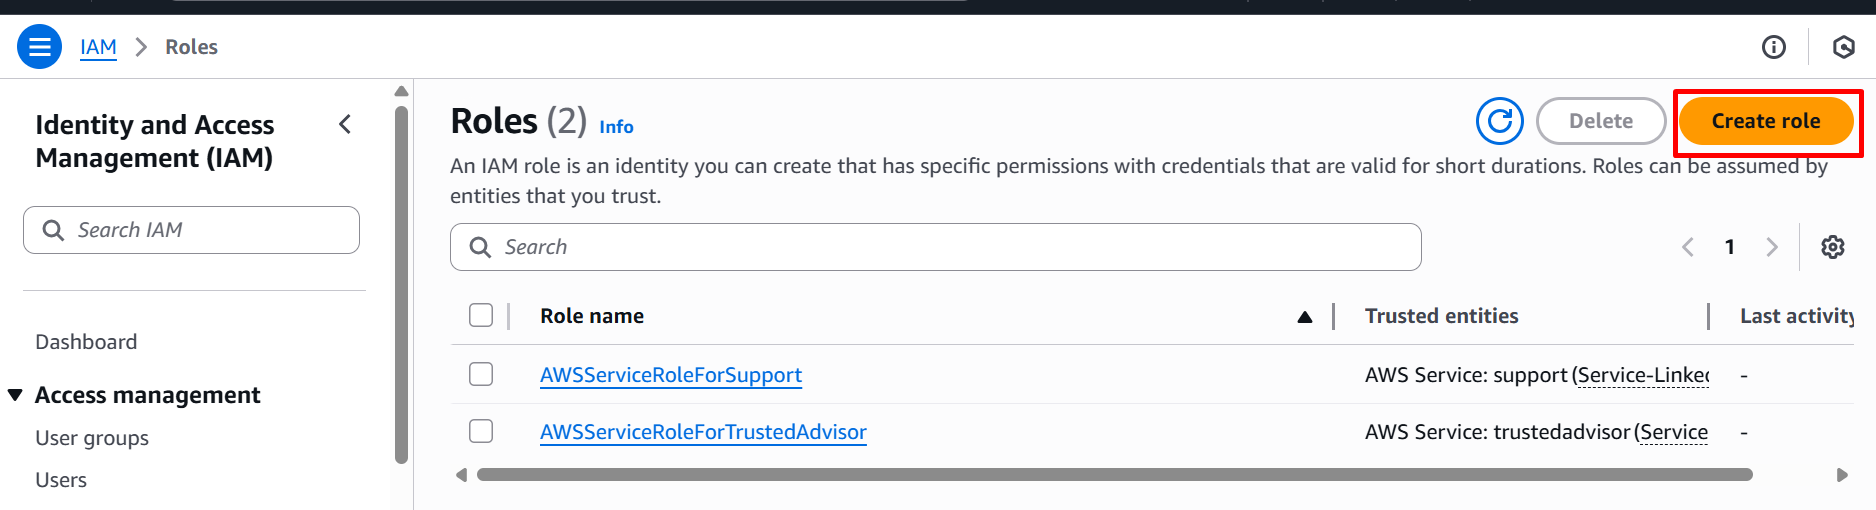 IAM > Roles
Identity and Access
Management (IAM)
Search IAM
Dashboard
Access management
User groups
Users
Roles (2) Info
Delete
Create role
An IAM role is an identity you can create that has specific permissions with credentials that are valid for short durations. Roles can be assumed by
entities that you trust.
Search
1
Role name Trusted entities Last activity
AWSServiceRoleForSupport AWS Service: support (Service-Linked -
AWSServiceRoleForTrustedAdvisor AWS Service: trustedadvisor (Service -